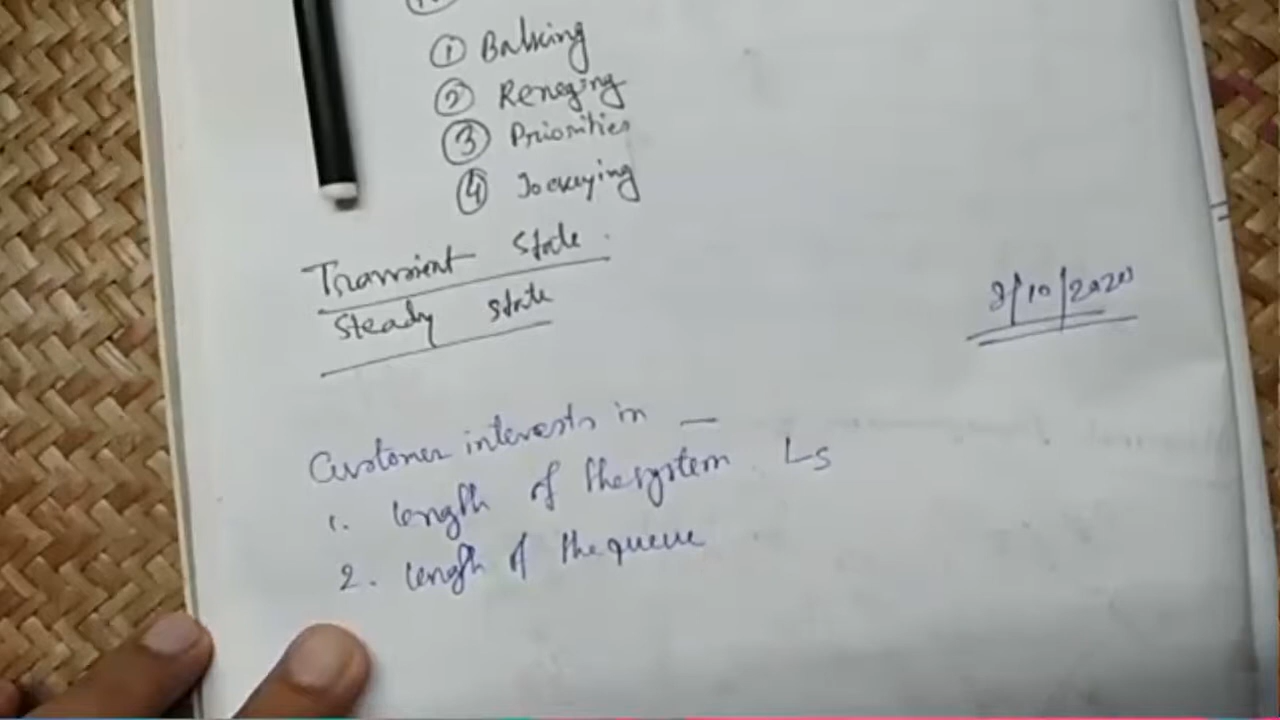 ① Balking
② Reneging
③ Priorities
④ Jockeying
Transient state
Steady state
8/10/2020
Customer interests in —
1. length of the system Ls
2. length of the queue